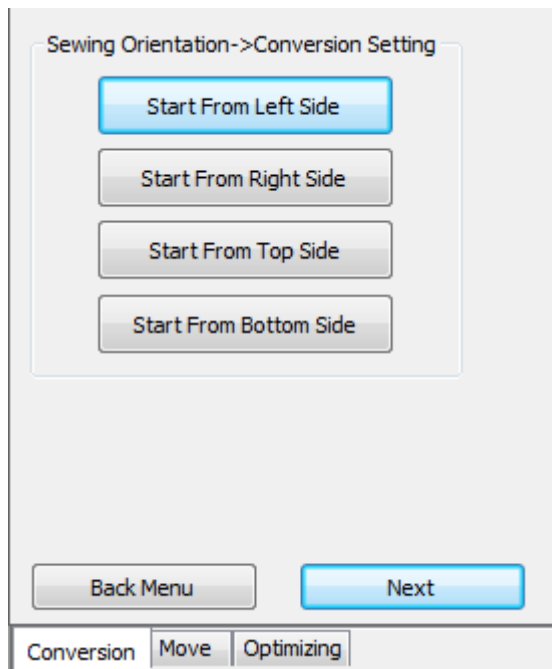 Sewing Orientation->Conversion Setting
Start From Left Side
Start From Right Side
Start From Top Side
Start From Bottom Side
Back Menu Next
Conversion Move Optimizing